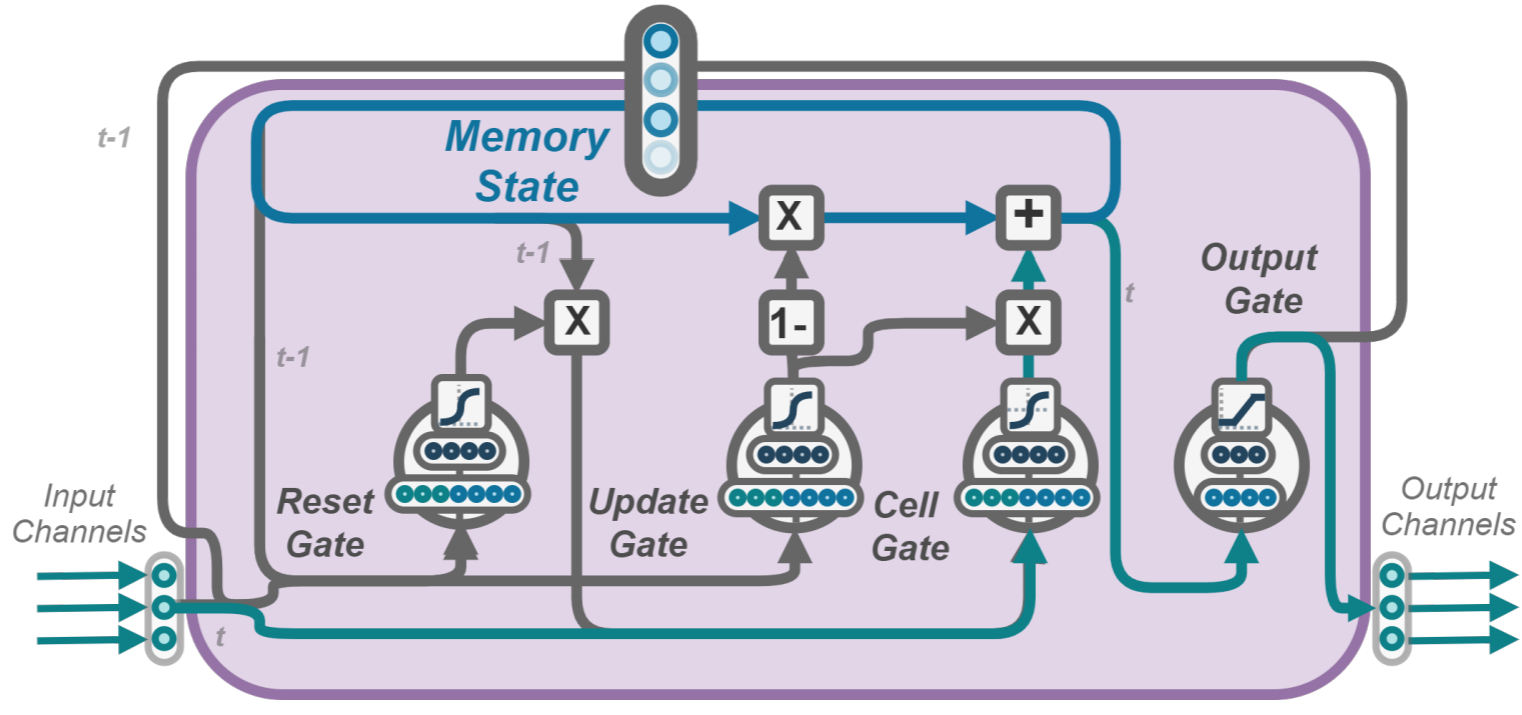 t-1
Memory
State
X
+
t-1
Output
Gate
t
X
1-
X
t-1
Input
Channels
Reset
Gate
Update
Gate
Cell
Gate
Output
Channels
t